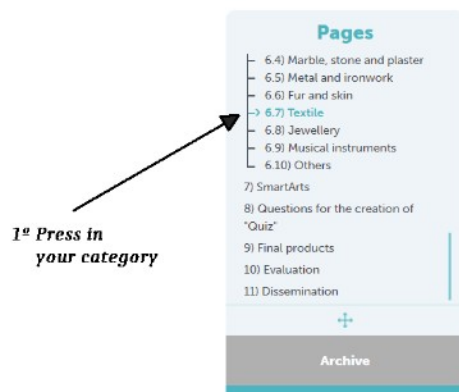 Pages
6.4) Marble, stone and plaster
6.5) Metal and ironwork
6.6) Fur and skin
6.7) Textile
6.8) Jewellery
6.9) Musical instruments
6.10) Others
7) SmartArts
8) Questions for the creation of
"Quiz"
9) Final products
10) Evaluation
11) Dissemination
Archive
1º Press in
your category